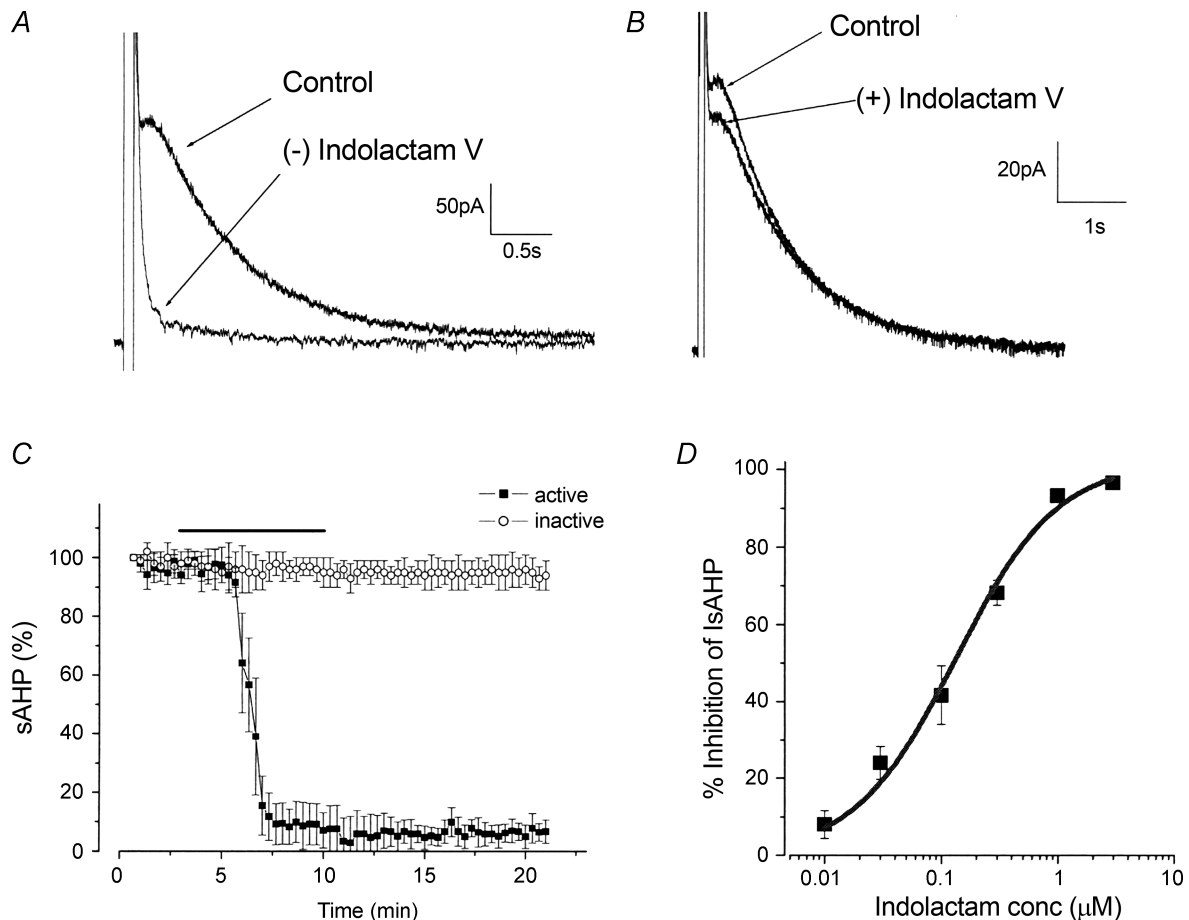 A
Control
(-) Indolactam V
50pA
0.5s
B
Control
(+) Indolactam V
20pA
1s
C
active
inactive
sAHP (%)
100
80
60
40
20
0
0
5
10
15
20
Time (min)
D
% Inhibition of IsAHP
100
80
60
40
20
0
0.01
0.1
1
10
Indolactam conc (μM)